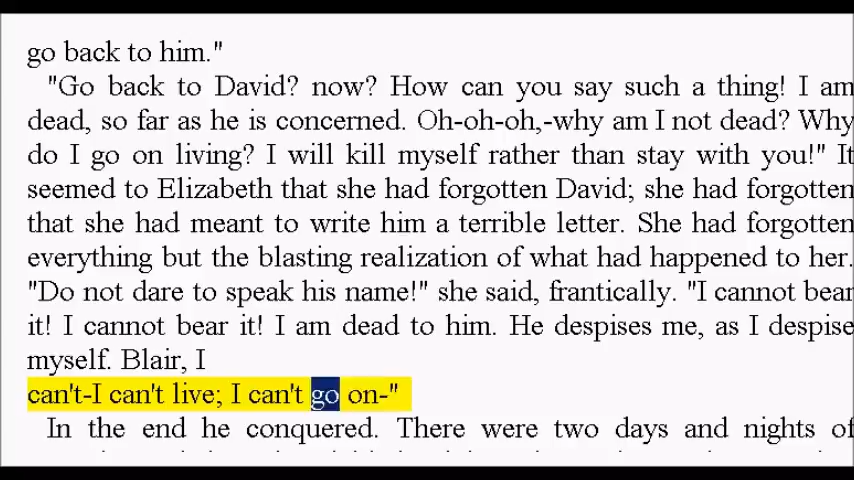 go back to him."
"Go back to David? now? How can you say such a thing! I am
dead, so far as he is concerned. Oh-oh-oh,-why am I not dead? Why
do I go on living? I will kill myself rather than stay with you!" It
seemed to Elizabeth that she had forgotten David; she had forgotten
that she had meant to write him a terrible letter. She had forgotten
everything but the blasting realization of what had happened to her.
"Do not dare to speak his name!" she said, frantically. "I cannot bear
it! I cannot bear it! I am dead to him. He despises me, as I despise
myself. Blair, I
can't-I can't live; I can't go on-"
In the end he conquered. There were two days and nights of